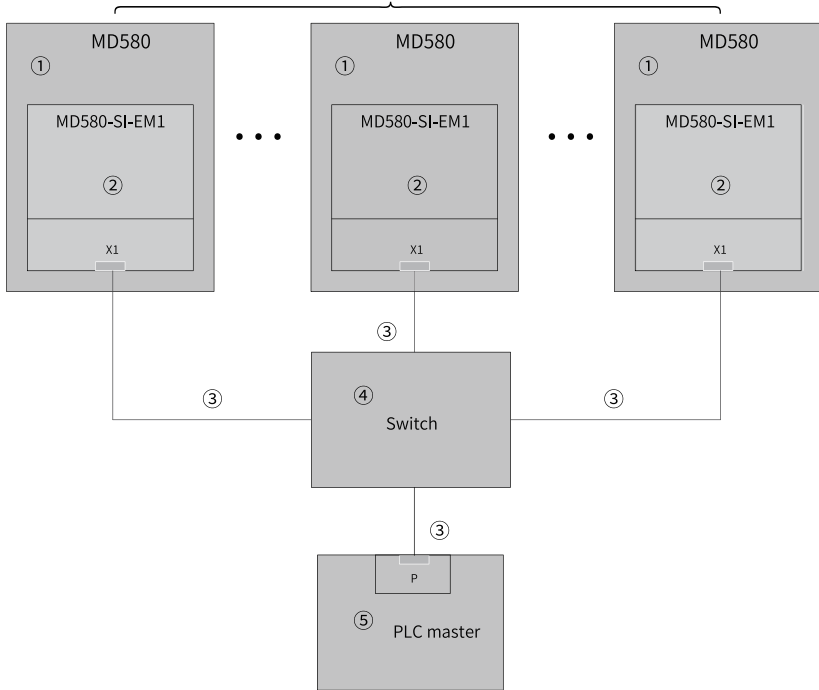 MD580 MD580 MD580
① ① ①
MD580-SI-EM1 MD580-SI-EM1 MD580-SI-EM1
••• •••
② ② ②
X1 X1 X1
③
③ ④ ③
Switch
③
P
⑤ PLC master